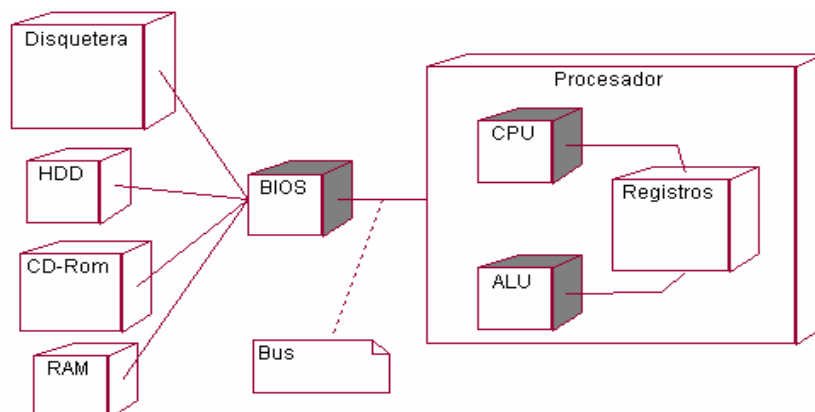 Disquetera
HDD
CD-Rom
RAM
BIOS
Bus
Procesador
CPU
ALU
Registros